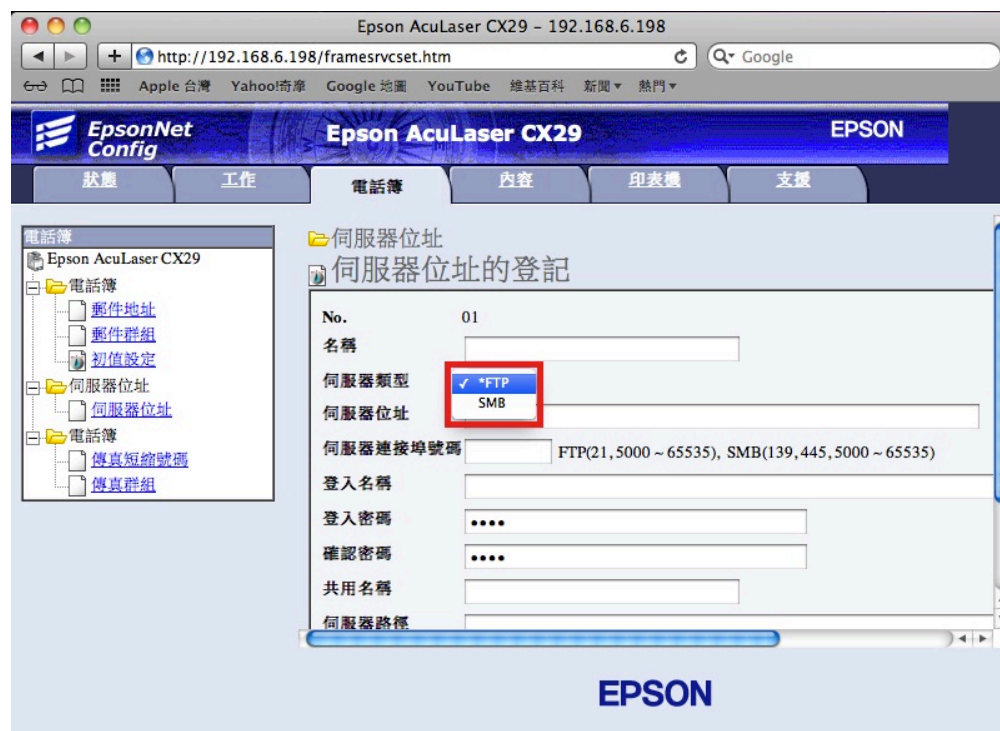 Epson AcuLaser CX29 – 192.168.6.198
http://192.168.6.198/framesrvcset.htm
Google
Apple 台灣 Yahoo!奇摩 Google 地圖 YouTube 維基百科 新聞▼ 熱門▼
EpsonNet Config
Epson AcuLaser CX29
EPSON
狀態 工作 電話簿 內容 印表機 支援
電話簿
Epson AcuLaser CX29
電話簿
郵件地址
郵件群組
初值設定
伺服器位址
伺服器位址
電話簿
傳真短縮號碼
傳真群組
伺服器位址
伺服器位址的登記
No. 01
名稱
伺服器類型 ✓ *FTP
SMB
伺服器位址
伺服器連接埠號碼 FTP(21,5000~65535), SMB(139,445,5000~65535)
登入名稱
登入密碼 ••••
確認密碼 ••••
共用名稱
伺服器路徑
EPSON